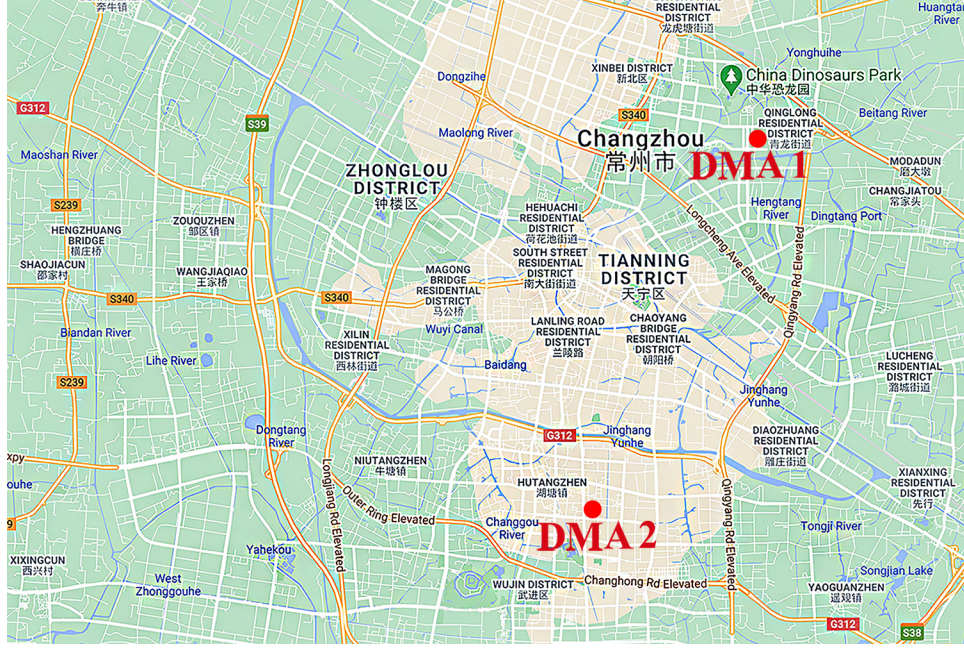 奔牛镇
RESIDENTIAL
DISTRICT
龙虎塘街道
Huangtang
River
Yonghuihe
XINBEI DISTRICT
新北区
Dongzihe
China Dinosaurs Park
中华恐龙园
G312
S39
S340
Maolong River
QINGLONG
RESIDENTIAL
DISTRICT
青龙街道
Beitang River
Changzhou
常州市
DMA 1
Maoshan River
ZHONGLOU
DISTRICT
钟楼区
MODADUN
磨大墩
CHANGJIATOU
常家头
S239
HEHUACHI
RESIDENTIAL
DISTRICT
荷花池街道
Hengtang
River
Dingtang Port
ZOUQUZHEN
邹区镇
HENGZHUANG
BRIDGE
横庄桥
Longcheng Ave Elevated
Qingyang Rd Elevated
SOUTH STREET
RESIDENTIAL
DISTRICT
南大街街道
TIANNING
DISTRICT
天宁区
SHAOJIACUN
邵家村
WANGJIAQIAO
王家桥
MAGONG
BRIDGE
RESIDENTIAL
DISTRICT
马公桥
S340
S340
Biandan River
Wuyi Canal
LANLING ROAD
RESIDENTIAL
DISTRICT
兰陵路
CHAOYANG
BRIDGE
RESIDENTIAL
DISTRICT
朝阳桥
XILIN
RESIDENTIAL
DISTRICT
西林街道
Lihe River
Baidang
LUCHENG
RESIDENTIAL
DISTRICT
潞城街道
S239
Jinghang
Yunhe
Dongtang
River
G312
Jinghang
Yunhe
DIAOZHUANG
RESIDENTIAL
DISTRICT
雕庄街道
xpy
NIUTANGZHEN
牛塘镇
XIANXING
RESIDENTIAL
DISTRICT
先行
ouhe
HUTANGZHEN
湖塘镇
Longjiang Rd Elevated
Outer Ring Elevated
Qingyang Rd Elevated
Changgou
River
DMA 2
Tongji River
Yahekou
XIXINGCUN
西兴村
West
Zhonggouhe
WUJIN DISTRICT
武进区
Changhong Rd Elevated
Songjian Lake
YAOGUANZHEN
遥观镇
G312
S38